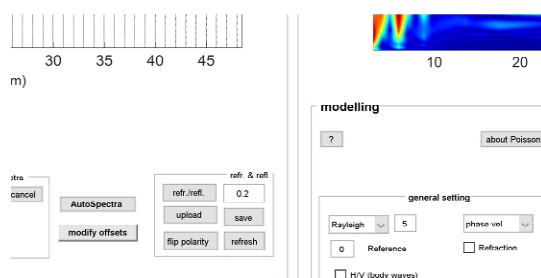 30 35 40 45
m)
10 20
modelling
? about Poisson
ctra
cancel
AutoSpectra
modify offsets
refr. & refl.
refr./refl. 0.2
upload save
flip polarity refresh
general setting
Rayleigh 5 phase vel
0 Reference Refraction
H/V (body waves)